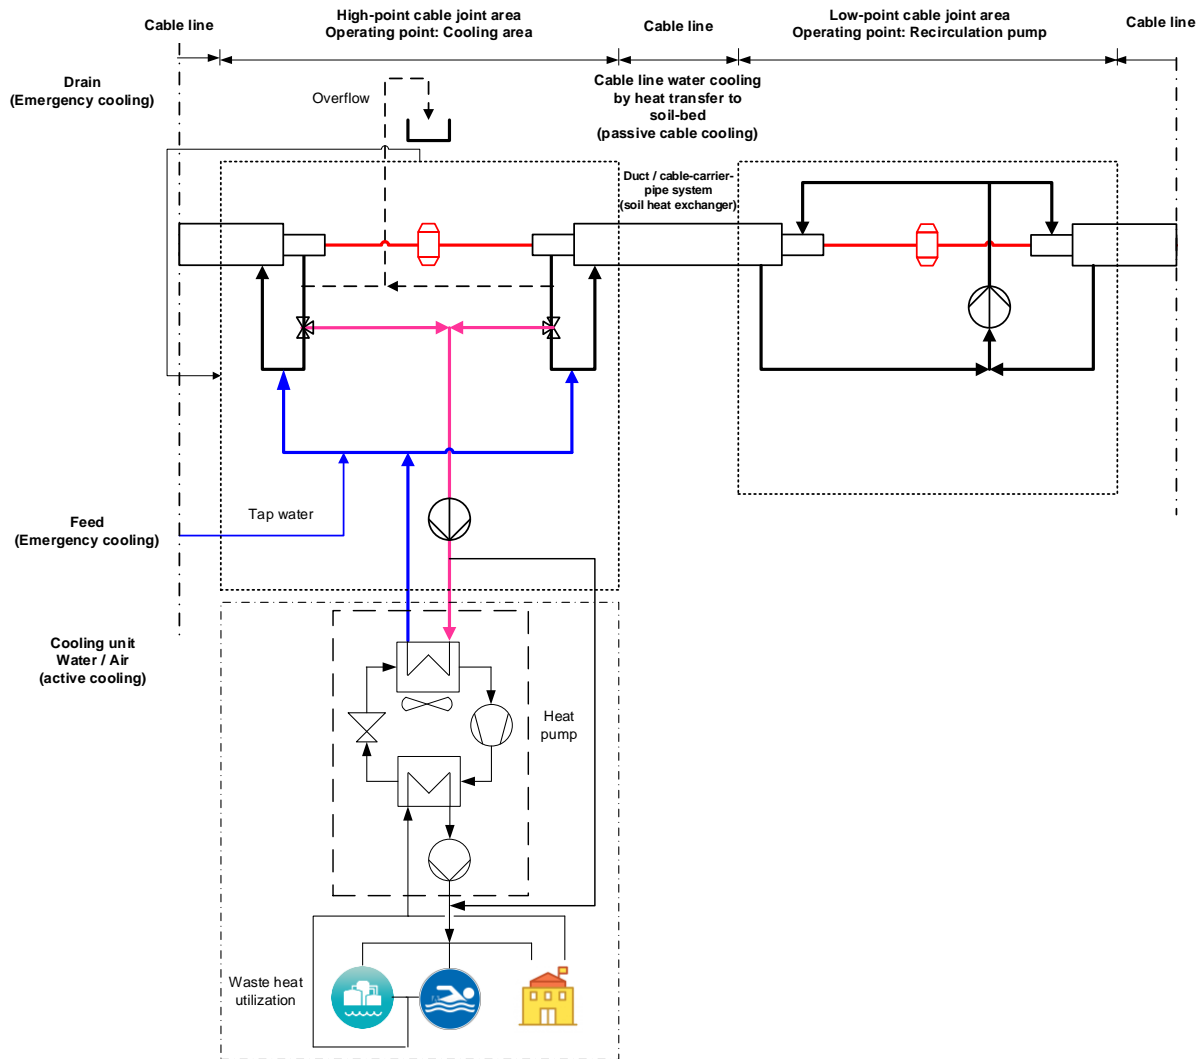 Cable line
High-point cable joint area
Operating point: Cooling area
Cable line
Low-point cable joint area
Operating point: Recirculation pump
Cable line
Drain
(Emergency cooling)
Overflow
Cable line water cooling
by heat transfer to
soil-bed
(passive cable cooling)
Duct / cable-carrier-
pipe system
(soil heat exchanger)
Tap water
Feed
(Emergency cooling)
Cooling unit
Water / Air
(active cooling)
Heat
pump
Waste heat
utilization